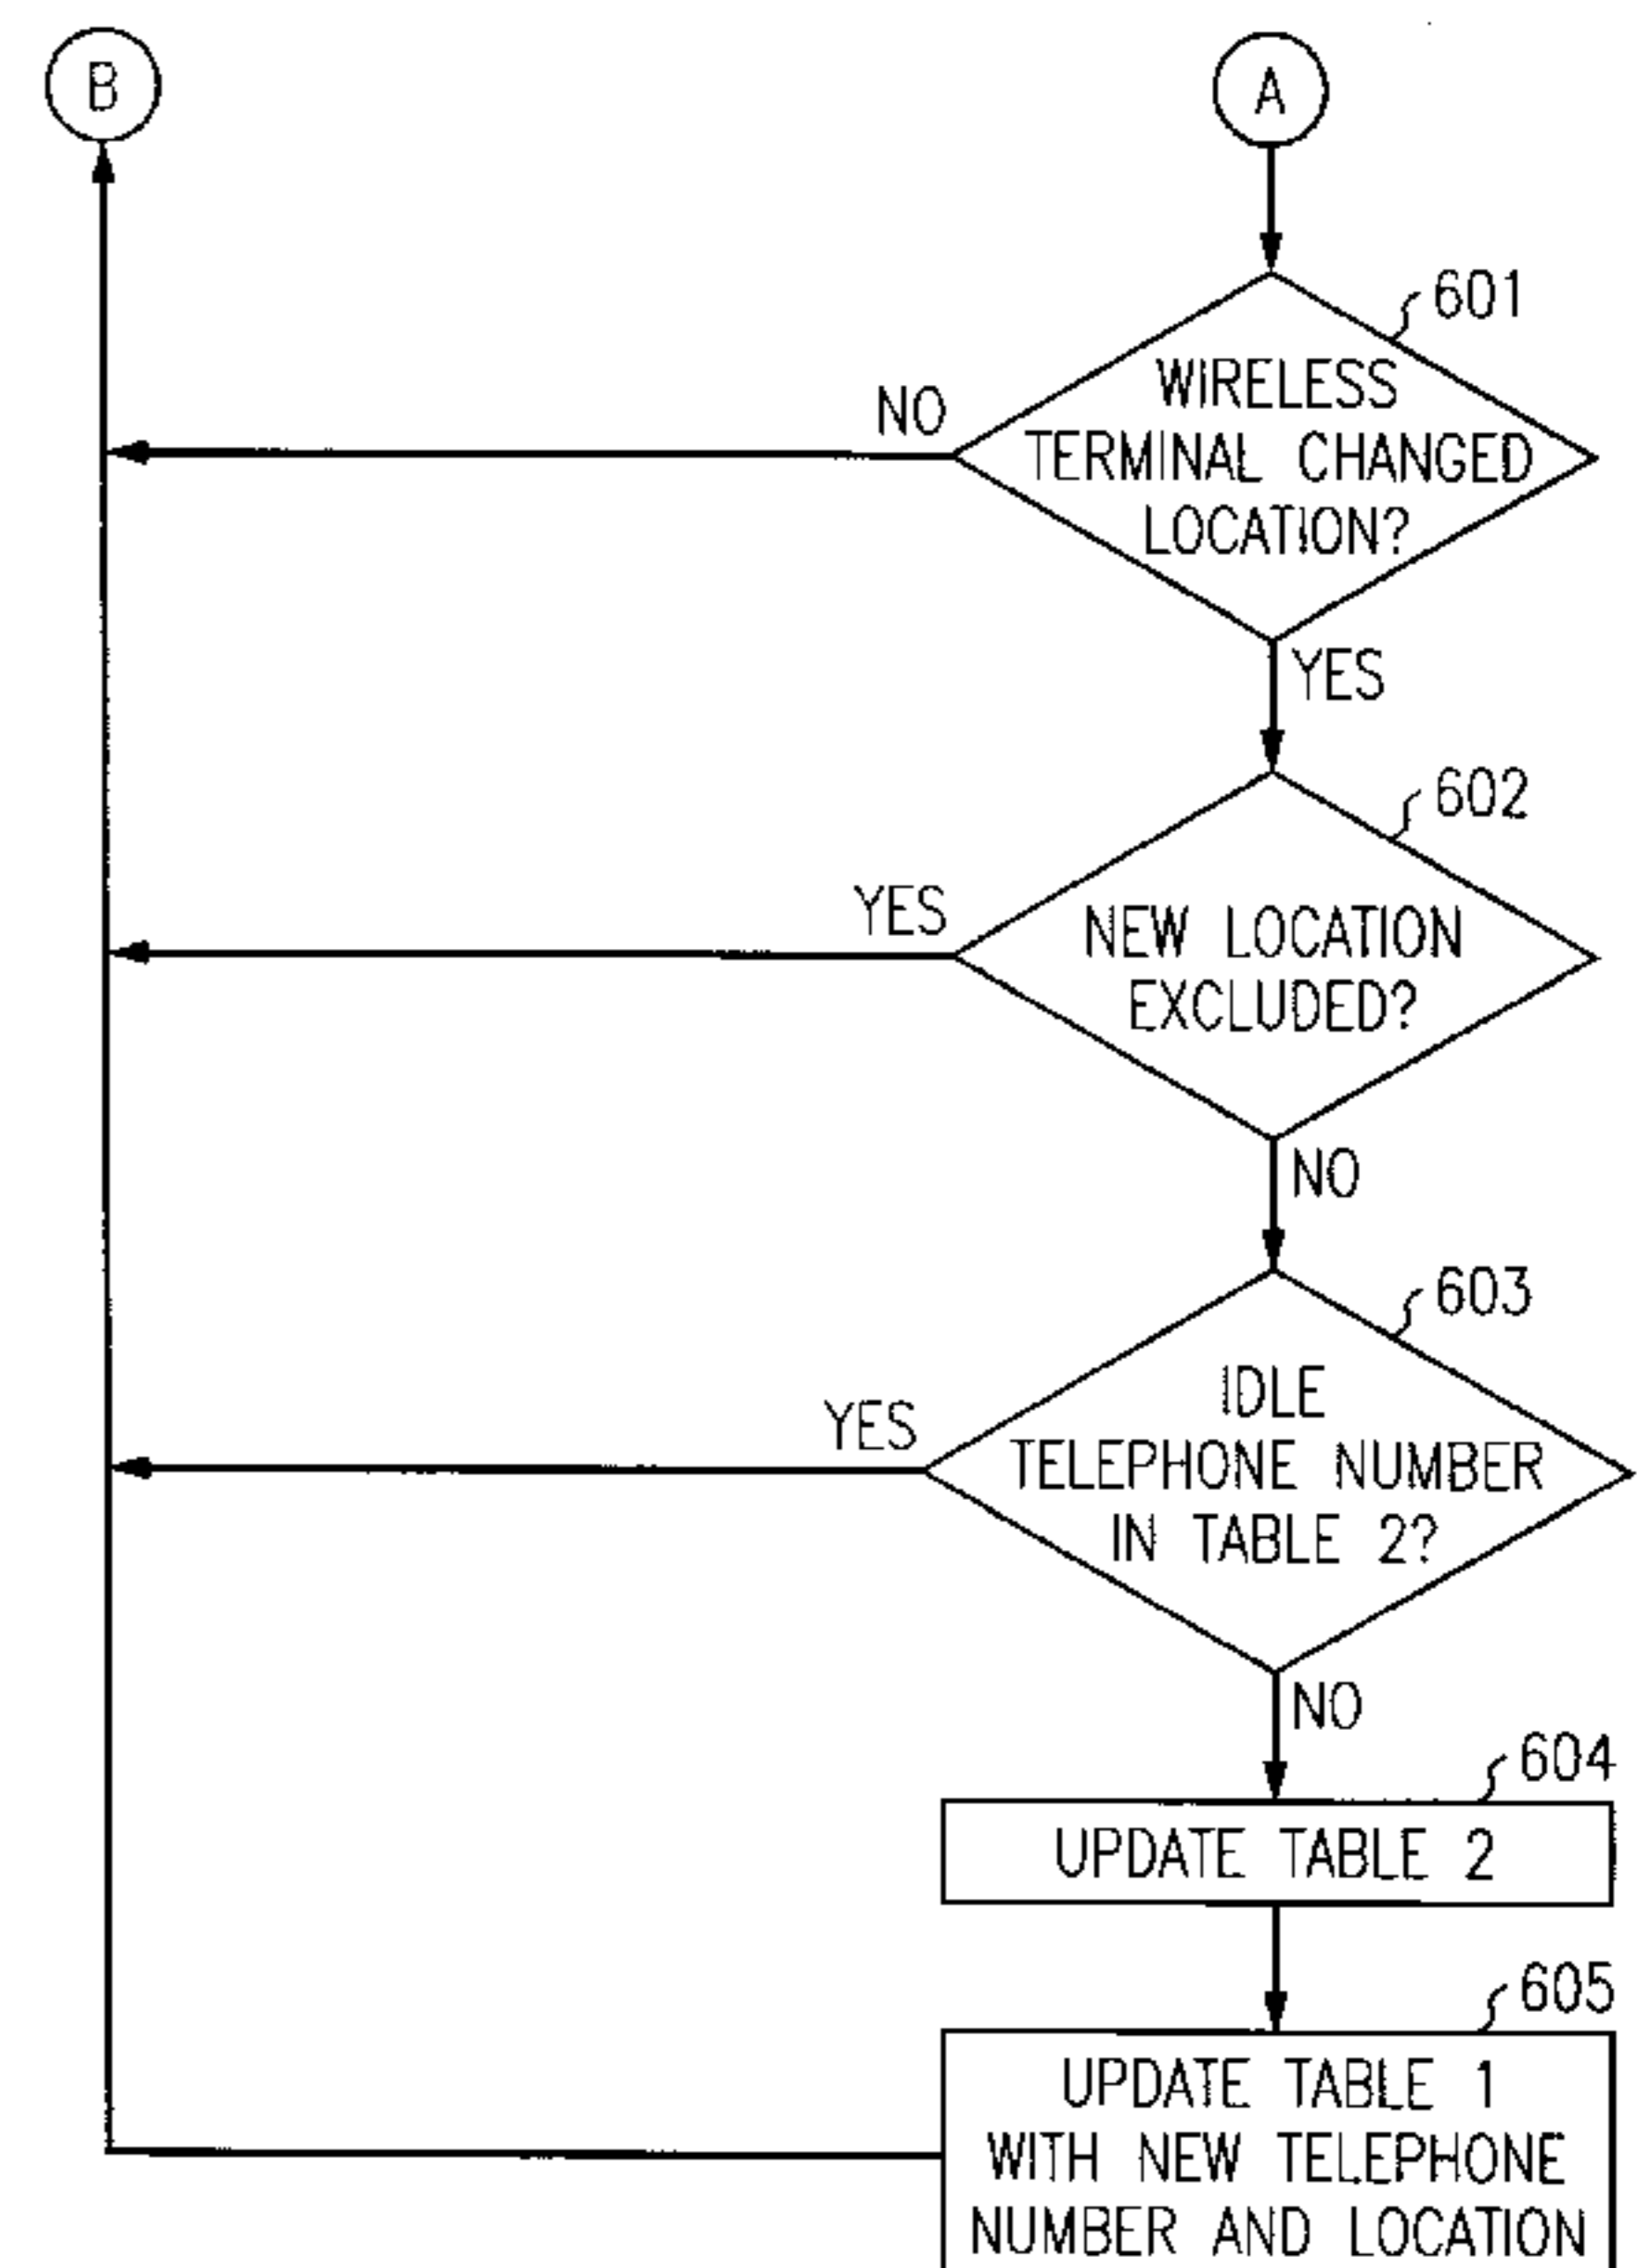 B
A
601
WIRELESS
TERMINAL CHANGED
LOCATION?
NO
YES
602
NEW LOCATION
EXCLUDED?
YES
NO
603
IDLE
TELEPHONE NUMBER
IN TABLE 2?
YES
NO
604
UPDATE TABLE 2
605
UPDATE TABLE 1
WITH NEW TELEPHONE
NUMBER AND LOCATION